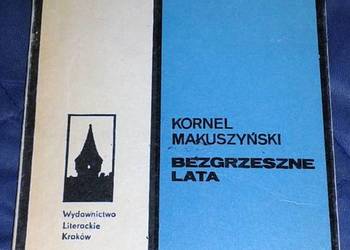 KORNEL
MAKUSZYŃSKI
BEZGRZESZNE
LATA
Wydawnictwo
Literackie
Kraków